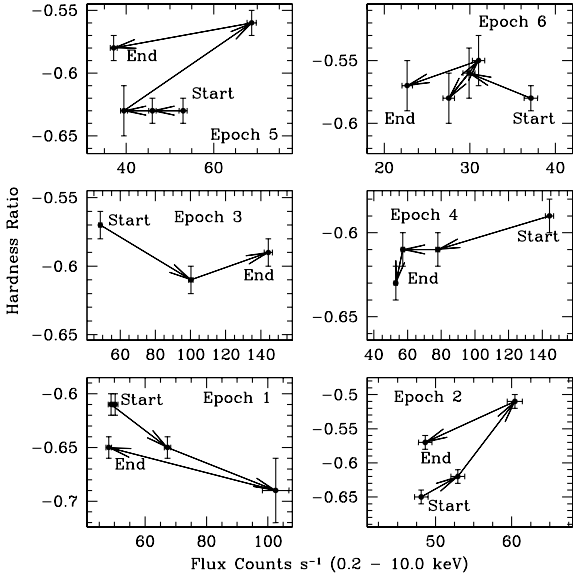 −0.55
−0.6
−0.65
End
Start
Epoch 5
40
60
−0.55
−0.6
Epoch 6
End
Start
20
30
40
Hardness Ratio
−0.55
−0.6
−0.65
Start
Epoch 3
End
60
80
100
120
140
−0.6
−0.65
Epoch 4
Start
End
40
60
80
100
120
140
−0.6
−0.65
−0.7
Start
Epoch 1
End
60
80
100
−0.5
−0.55
−0.6
−0.65
Epoch 2
End
Start
50
60
Flux Counts s⁻¹ (0.2 − 10.0 keV)